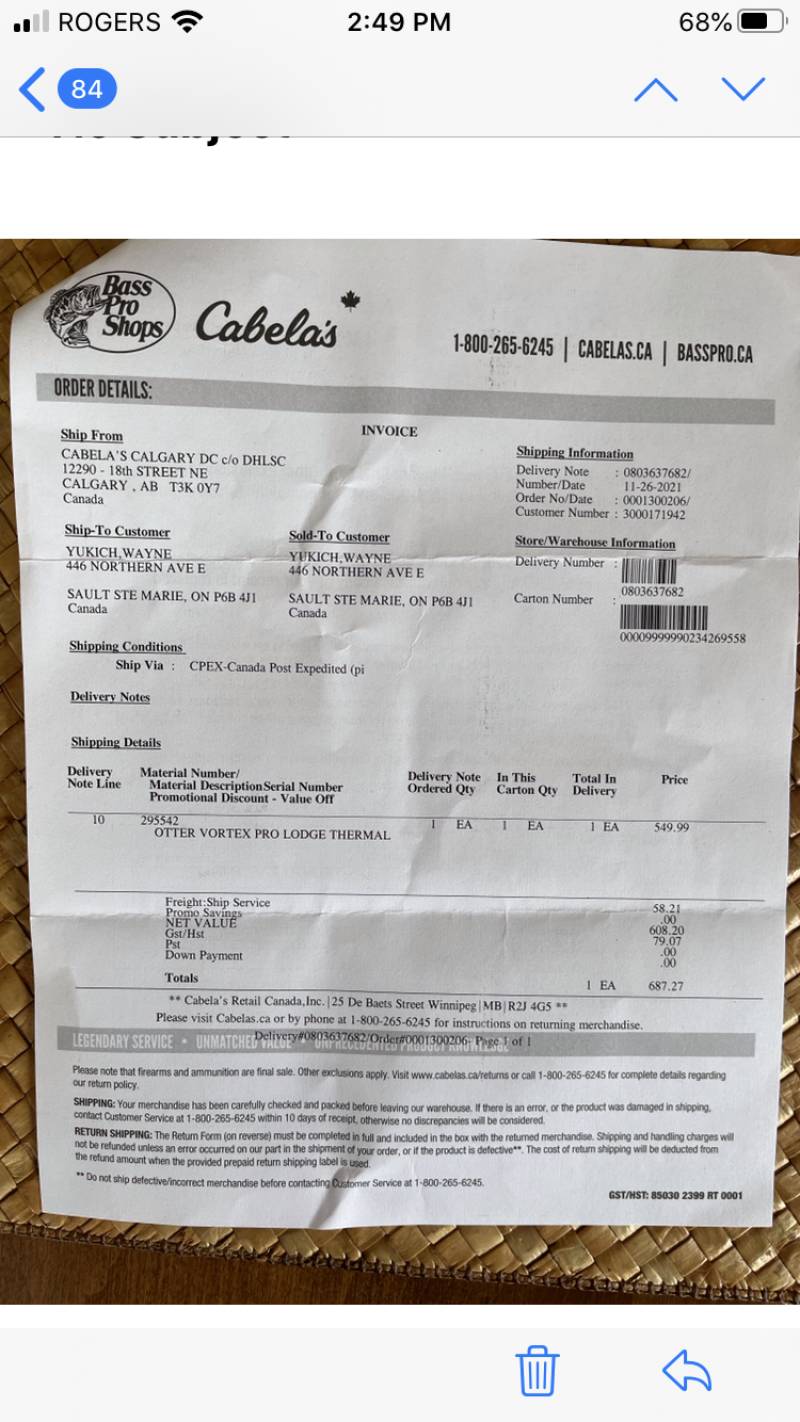 ROGERS 2:49 PM 68%
84
Bass
Pro
Shops
Cabela's
1-800-265-6245 | CABELAS.CA | BASSPRO.CA
ORDER DETAILS:
INVOICE
Ship From
CABELA'S CALGARY DC c/o DHLSC
12290 - 18th STREET NE
CALGARY , AB T3K 0Y7
Canada
Shipping Information
Delivery Note : 0803637682/
Number/Date 11-26-2021
Order No/Date : 0001300206/
Customer Number : 3000171942
Ship-To Customer
YUKICH,WAYNE
446 NORTHERN AVE E
SAULT STE MARIE, ON P6B 4J1
Canada
Sold-To Customer
YUKICH,WAYNE
446 NORTHERN AVE E
SAULT STE MARIE, ON P6B 4J1
Canada
Store/Warehouse Information
Delivery Number :
0803637682
Carton Number :
00009999990234269558
Shipping Conditions
Ship Via : CPEX-Canada Post Expedited (pi
Delivery Notes
Shipping Details
Delivery Material Number/ Delivery Note In This Total In Price
Note Line Material Description Serial Number Ordered Qty Carton Qty Delivery
Promotional Discount - Value Off
10 295542 1 EA 1 EA 1 EA 549.99
OTTER VORTEX PRO LODGE THERMAL
Freight:Ship Service 58.21
Promo Savings .00
NET VALUE 608.20
Gst/Hst 79.07
Pst .00
Down Payment .00
Totals 1 EA 687.27
** Cabela's Retail Canada,Inc.|25 De Baets Street Winnipeg|MB|R2J 4G5 **
Please visit Cabelas.ca or by phone at 1-800-265-6245 for instructions on returning merchandise.
Delivery#0803637682/Order#0001300206- Page 1 of 1
LEGENDARY SERVICE • UNMATCHED VALUE • UNPRECEDENTED PRODUCT KNOWLEDGE
Please note that firearms and ammunition are final sale. Other exclusions apply. Visit www.cabelas.ca/returns or call 1-800-265-6245 for complete details regarding
our return policy.
SHIPPING: Your merchandise has been carefully checked and packed before leaving our warehouse. If there is an error, or the product was damaged in shipping,
contact Customer Service at 1-800-265-6245 within 10 days of receipt, otherwise no discrepancies will be considered.
RETURN SHIPPING: The Return Form (on reverse) must be completed in full and included in the box with the returned merchandise. Shipping and handling charges will
not be refunded unless an error occurred on our part in the shipment of your order, or if the product is defective**. The cost of return shipping will be deducted from
the refund amount when the provided prepaid return shipping label is used.
** Do not ship defective/incorrect merchandise before contacting Customer Service at 1-800-265-6245.
GST/HST: 85030 2399 RT 0001